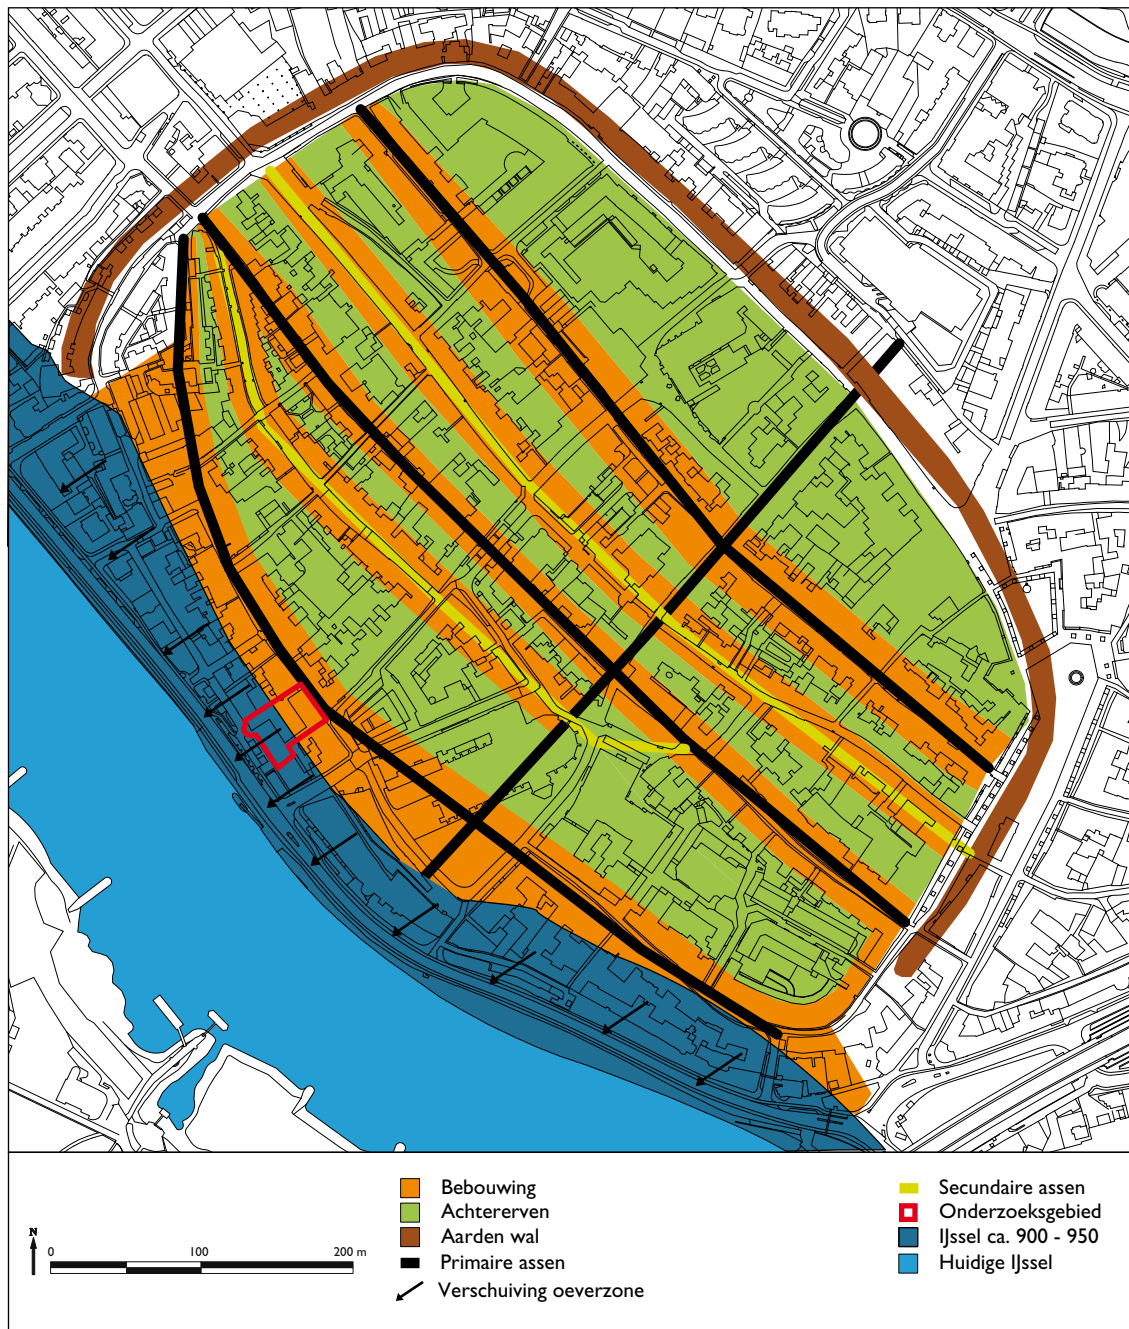 N
0 100 200 m
Bebouwing
Achtererven
Aarden wal
Primaire assen
Verschuiving oeverzone
Secundaire assen
Onderzoeksgebied
IJssel ca. 900 - 950
Huidige IJssel